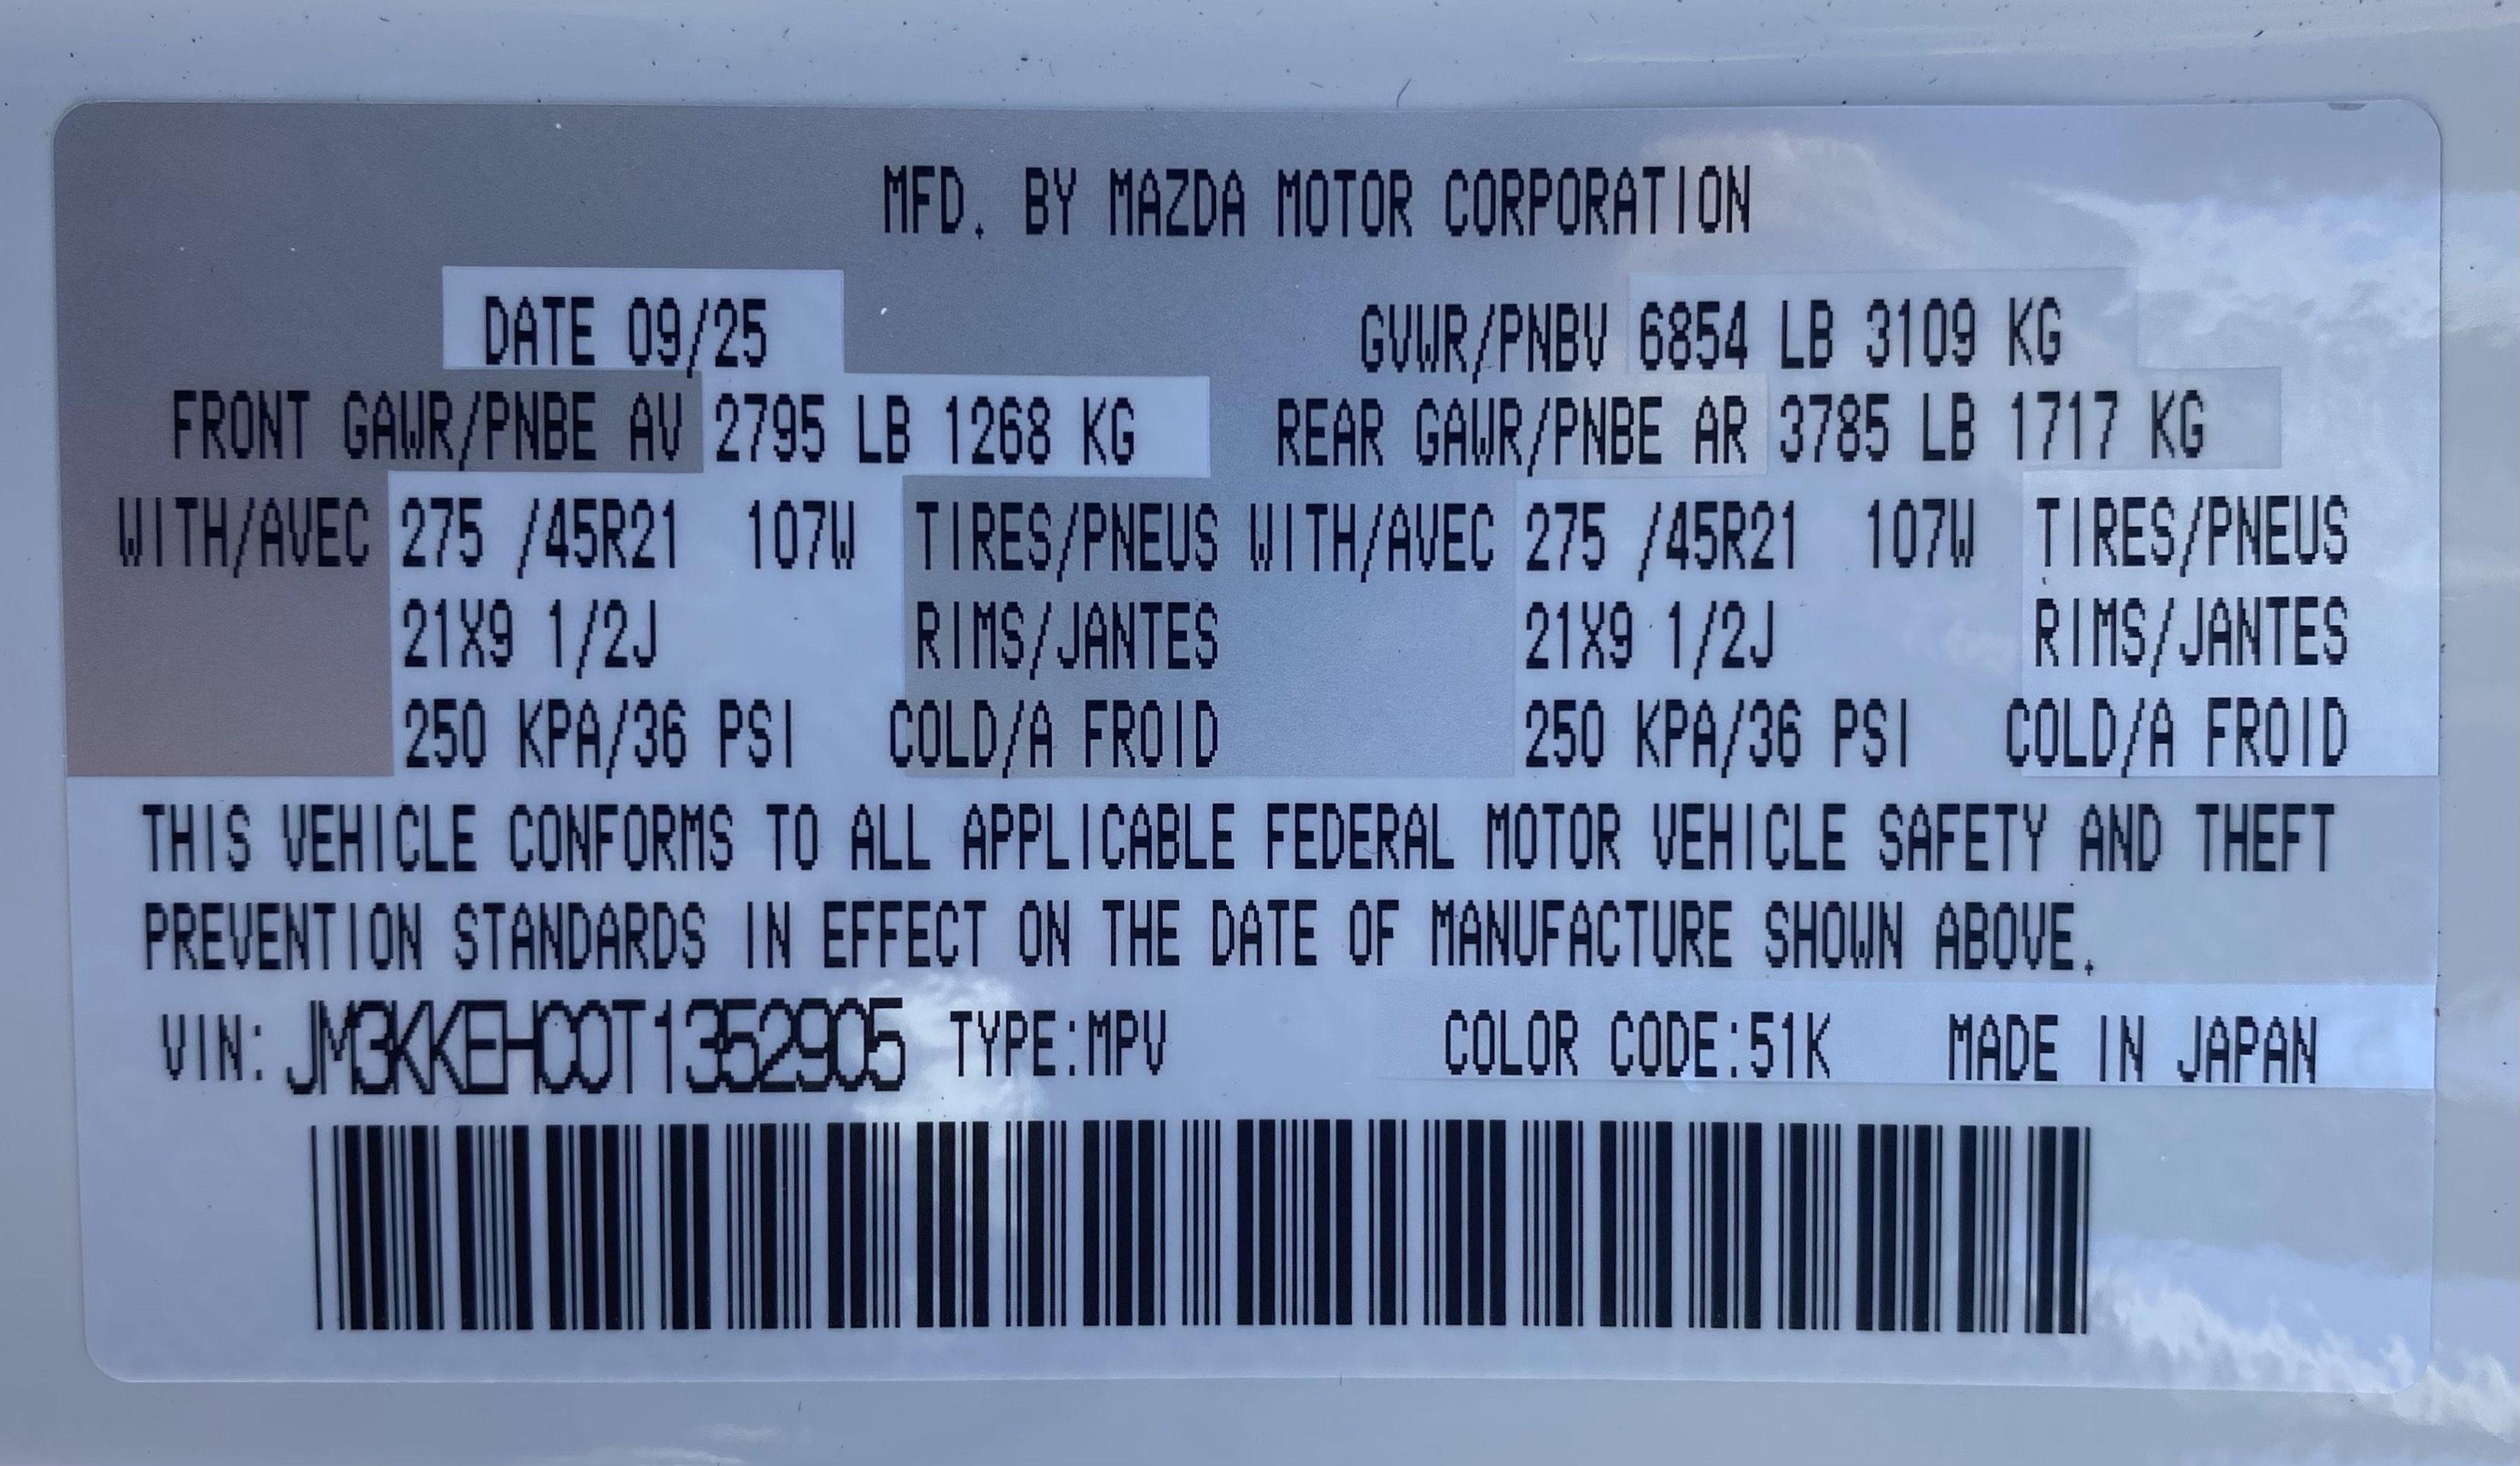 MFD. BY MAZDA MOTOR CORPORATION
DATE 09/25 GVWR/PNBV 6854 LB 3109 KG
FRONT GAWR/PNBE AV 2795 LB 1268 KG REAR GAWR/PNBE AR 3785 LB 1717 KG
WITH/AVEC 275 /45R21 107W TIRES/PNEUS WITH/AVEC 275 /45R21 107W TIRES/PNEUS
21X9 1/2J RIMS/JANTES 21X9 1/2J RIMS/JANTES
250 KPA/36 PSI COLD/A FROID 250 KPA/36 PSI COLD/A FROID
THIS VEHICLE CONFORMS TO ALL APPLICABLE FEDERAL MOTOR VEHICLE SAFETY AND THEFT
PREVENTION STANDARDS IN EFFECT ON THE DATE OF MANUFACTURE SHOWN ABOVE.
VIN: JM3KKEHC0T1352905 TYPE:MPV COLOR CODE:51K MADE IN JAPAN